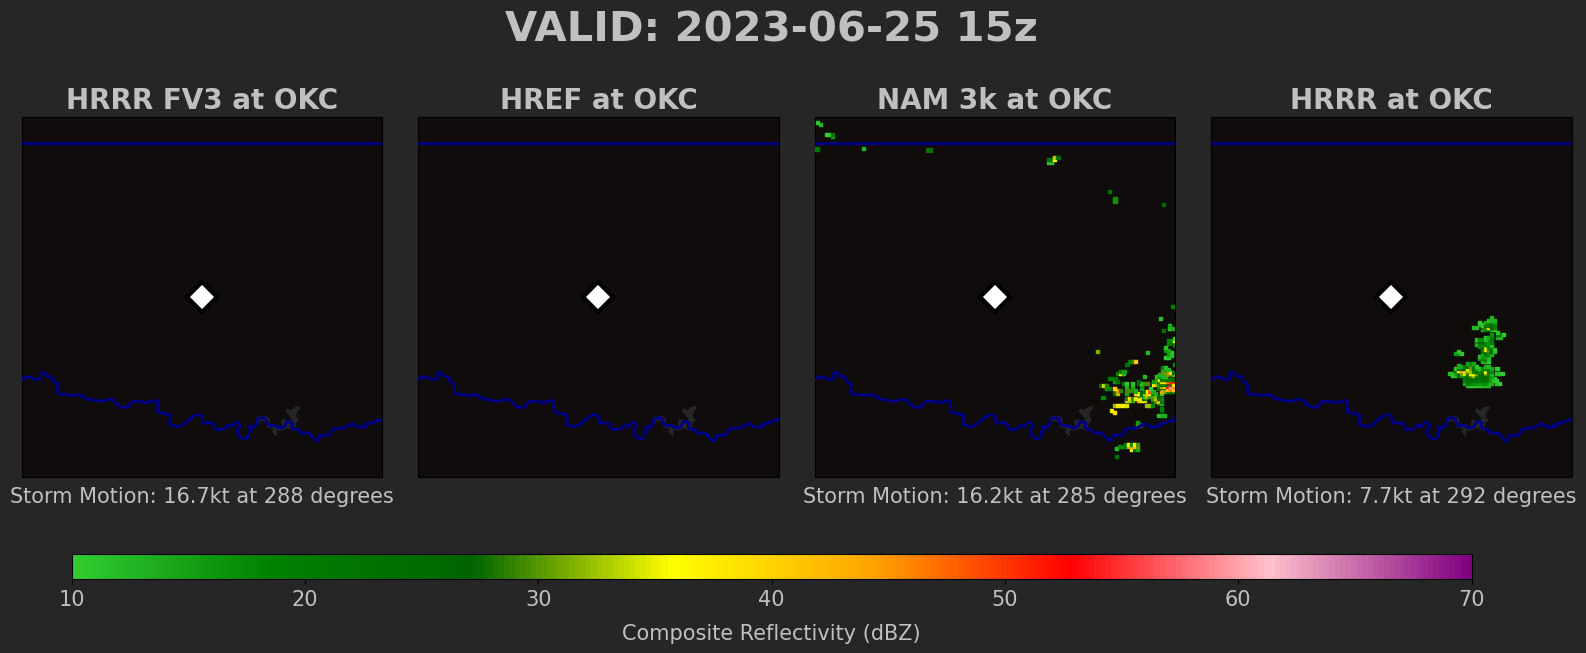 VALID: 2023-06-25 15z
HRRR FV3 at OKC
HREF at OKC
NAM 3k at OKC
HRRR at OKC
Storm Motion: 16.7kt at 288 degrees
Storm Motion: 16.2kt at 285 degrees
Storm Motion: 7.7kt at 292 degrees
10 20 30 40 50 60 70
Composite Reflectivity (dBZ)